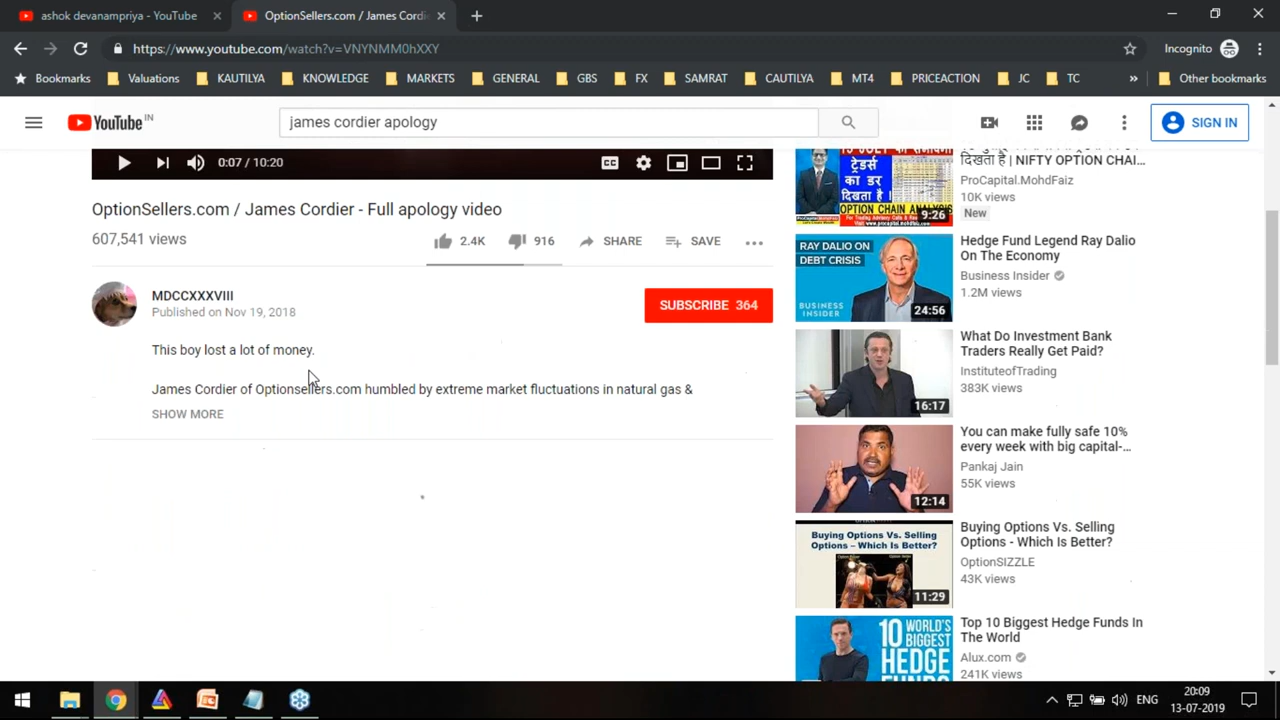 ashok devanampriya - YouTube
OptionSellers.com / James Cordie
https://www.youtube.com/watch?v=VNYNMM0hXXY
Incognito
Bookmarks
Valuations
KAUTILYA
KNOWLEDGE
MARKETS
GENERAL
GBS
FX
SAMRAT
CAUTILYA
MT4
PRICEACTION
JC
TC
»
Other bookmarks
YouTube IN
james cordier apology
SIGN IN
0:07 / 10:20
OptionSellers.com / James Cordier - Full apology video
607,541 views
2.4K
916
SHARE
SAVE
MDCCXXXVIII
Published on Nov 19, 2018
SUBSCRIBE 364
This boy lost a lot of money.
James Cordier of Optionsellers.com humbled by extreme market fluctuations in natural gas &
SHOW MORE
ट्रेडर्स
का डर
दिखता है !
OPTION CHAIN ANALYSIS
9:26
दिखता है | NIFTY OPTION CHAI...
ProCapital.MohdFaiz
10K views
New
RAY DALIO ON
DEBT CRISIS
BUSINESS
INSIDER
24:56
Hedge Fund Legend Ray Dalio
On The Economy
Business Insider
1.2M views
16:17
What Do Investment Bank
Traders Really Get Paid?
InstituteofTrading
383K views
12:14
You can make fully safe 10%
every week with big capital-...
Pankaj Jain
55K views
Buying Options Vs. Selling
Options – Which Is Better?
11:29
Buying Options Vs. Selling
Options - Which Is Better?
OptionSIZZLE
43K views
10 WORLD'S
BIGGEST
HEDGE
FUNDS
Top 10 Biggest Hedge Funds In
The World
Alux.com
241K views
ENG
20:09
13-07-2019